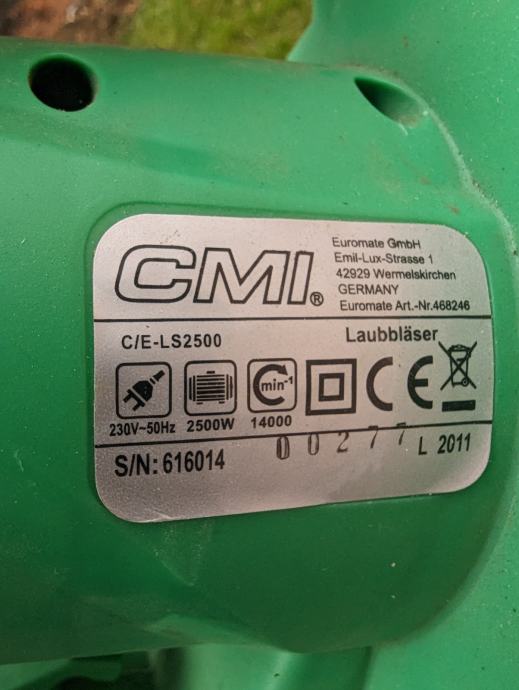 CMI®
Euromate GmbH
Emil-Lux-Strasse 1
42929 Wermelskirchen
GERMANY
Euromate Art.-Nr.468246
C/E-LS2500
Laubbläser
min⁻¹
CE
230V~50Hz
2500W
14000
S/N: 616014
00277
L 2011